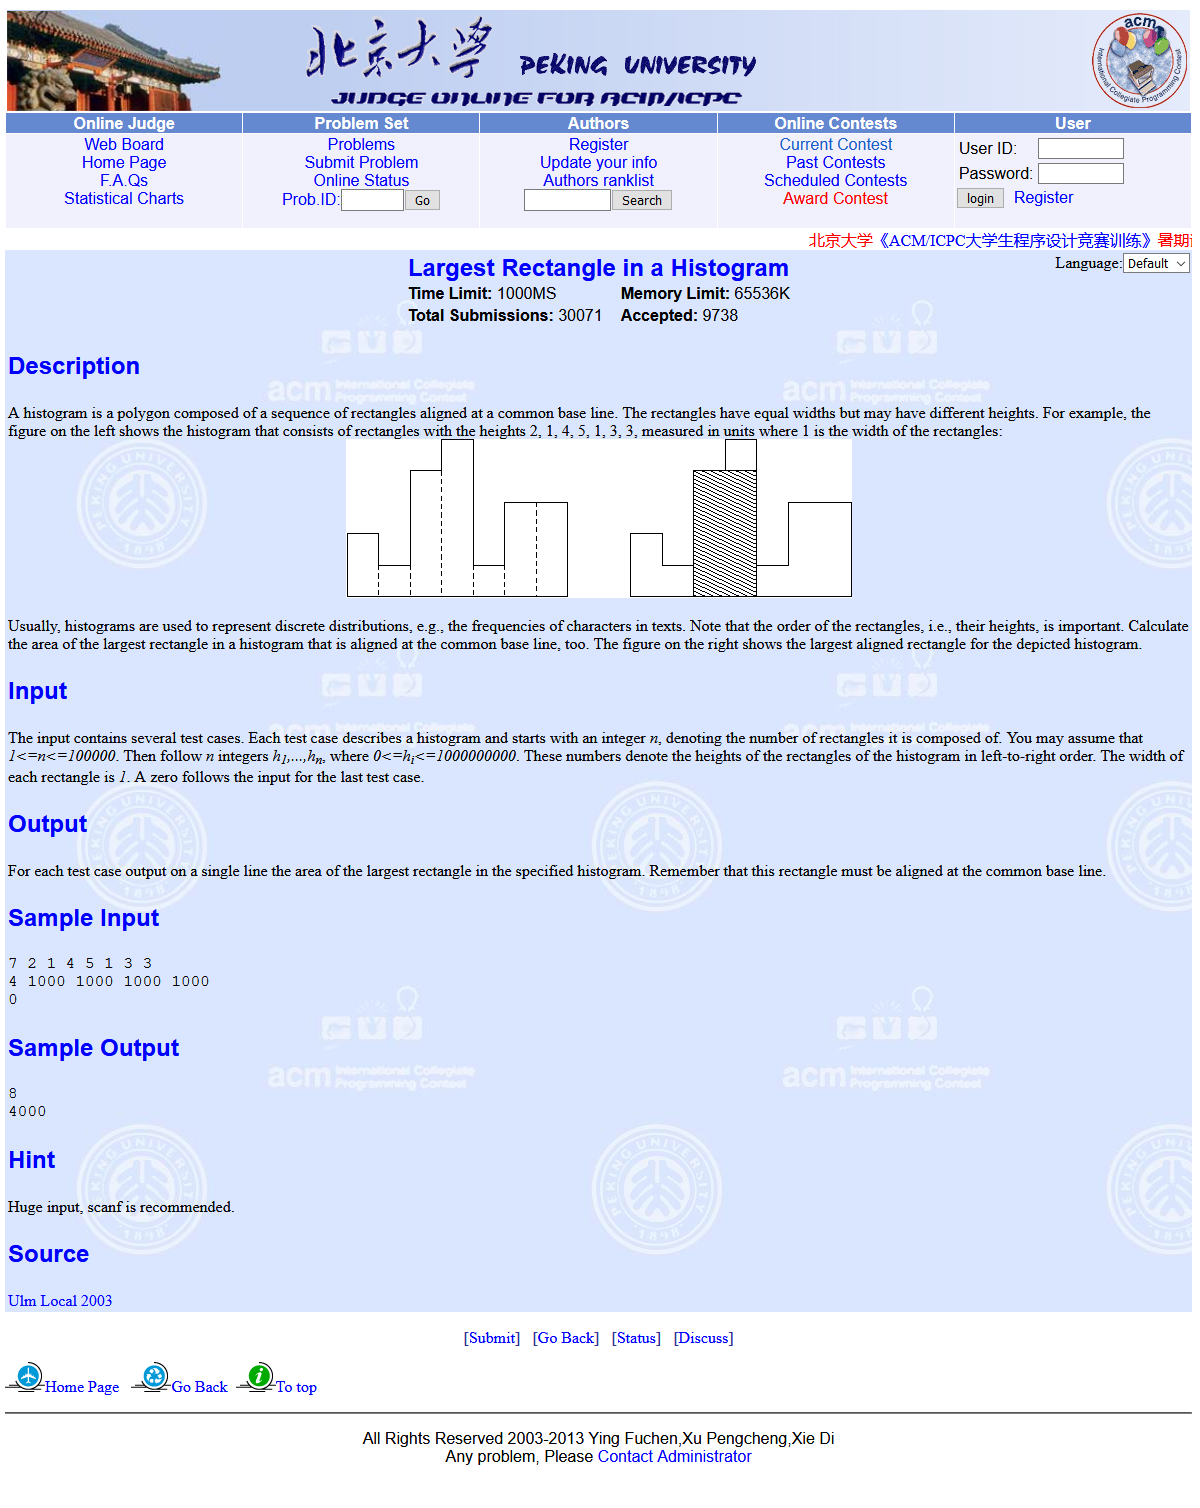 北京大學 PEKING UNIVERSITY
JUDGE ONLINE FOR ACM/ICPC
acm International Collegiate Programming Contest
Online Judge Problem Set Authors Online Contests User
Web Board Problems Register Current Contest User ID:
Home Page Submit Problem Update your info Past Contests Password:
F.A.Qs Online Status Authors ranklist Scheduled Contests
Statistical Charts Prob.ID: Go Search Award Contest login Register
北京大学《ACM/ICPC大学生程序设计竞赛训练》暑期
Language: Default
Largest Rectangle in a Histogram
Time Limit: 1000MS Memory Limit: 65536K
Total Submissions: 30071 Accepted: 9738
Description
A histogram is a polygon composed of a sequence of rectangles aligned at a common base line. The rectangles have equal widths but may have different heights. For example, the
figure on the left shows the histogram that consists of rectangles with the heights 2, 1, 4, 5, 1, 3, 3, measured in units where 1 is the width of the rectangles:
Usually, histograms are used to represent discrete distributions, e.g., the frequencies of characters in texts. Note that the order of the rectangles, i.e., their heights, is important. Calculate
the area of the largest rectangle in a histogram that is aligned at the common base line, too. The figure on the right shows the largest aligned rectangle for the depicted histogram.
Input
The input contains several test cases. Each test case describes a histogram and starts with an integer n, denoting the number of rectangles it is composed of. You may assume that
1<=n<=100000. Then follow n integers h1,...,hn, where 0<=hi<=1000000000. These numbers denote the heights of the rectangles of the histogram in left-to-right order. The width of
each rectangle is 1. A zero follows the input for the last test case.
Output
For each test case output on a single line the area of the largest rectangle in the specified histogram. Remember that this rectangle must be aligned at the common base line.
Sample Input
7 2 1 4 5 1 3 3
4 1000 1000 1000 1000
0
Sample Output
8
4000
Hint
Huge input, scanf is recommended.
Source
Ulm Local 2003
[Submit] [Go Back] [Status] [Discuss]
Home Page Go Back To top
All Rights Reserved 2003-2013 Ying Fuchen,Xu Pengcheng,Xie Di
Any problem, Please Contact Administrator